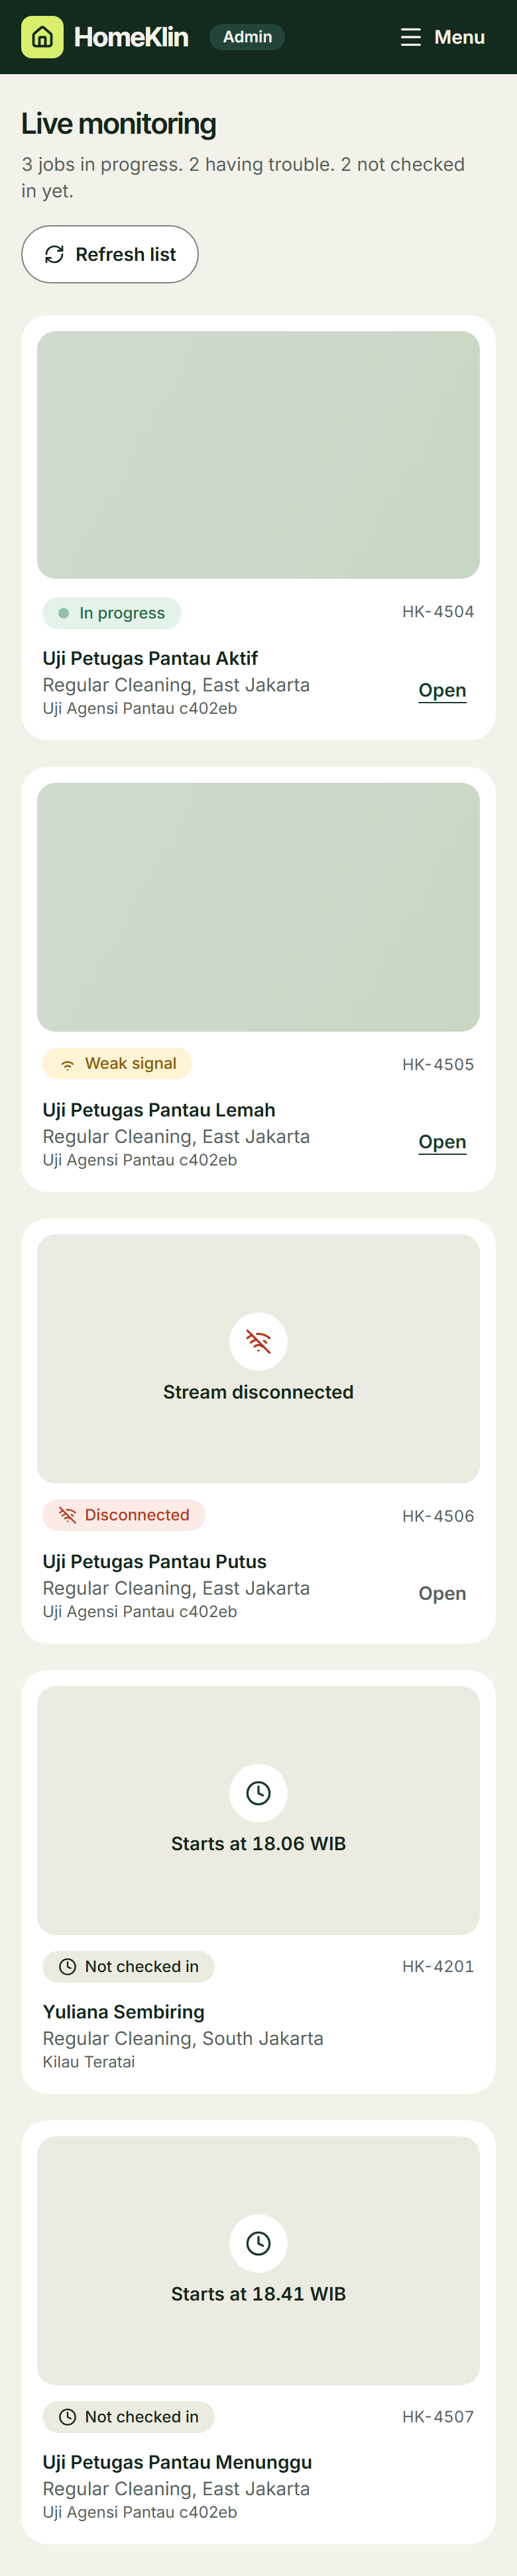 HomeKlin
Admin
Menu
Live monitoring
3 jobs in progress. 2 having trouble. 2 not checked
in yet.
Refresh list
In progress
HK-4504
Uji Petugas Pantau Aktif
Regular Cleaning, East Jakarta
Uji Agensi Pantau c402eb
Open
Weak signal
HK-4505
Uji Petugas Pantau Lemah
Regular Cleaning, East Jakarta
Uji Agensi Pantau c402eb
Open
Stream disconnected
Disconnected
HK-4506
Uji Petugas Pantau Putus
Regular Cleaning, East Jakarta
Uji Agensi Pantau c402eb
Open
Starts at 18.06 WIB
Not checked in
HK-4201
Yuliana Sembiring
Regular Cleaning, South Jakarta
Kilau Teratai
Starts at 18.41 WIB
Not checked in
HK-4507
Uji Petugas Pantau Menunggu
Regular Cleaning, East Jakarta
Uji Agensi Pantau c402eb